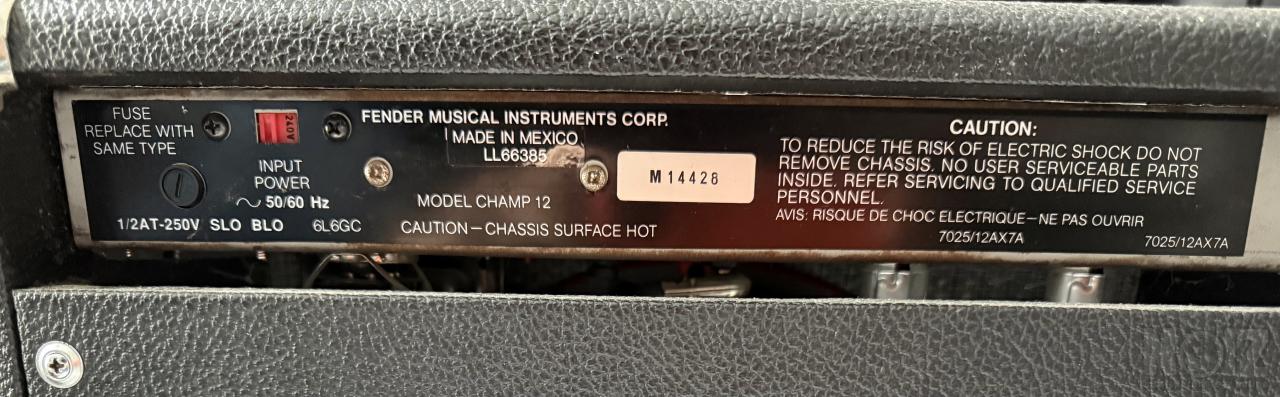 FUSE
REPLACE WITH
SAME TYPE
240V
INPUT
POWER
~ 50/60 Hz
1/2AT-250V SLO BLO
6L6GC
FENDER MUSICAL INSTRUMENTS CORP.
MADE IN MEXICO
LL66385
M 14428
MODEL CHAMP 12
CAUTION – CHASSIS SURFACE HOT
CAUTION:
TO REDUCE THE RISK OF ELECTRIC SHOCK DO NOT
REMOVE CHASSIS. NO USER SERVICEABLE PARTS
INSIDE. REFER SERVICING TO QUALIFIED SERVICE
PERSONNEL.
AVIS: RISQUE DE CHOC ELECTRIQUE—NE PAS OUVRIR
7025/12AX7A
7025/12AX7A